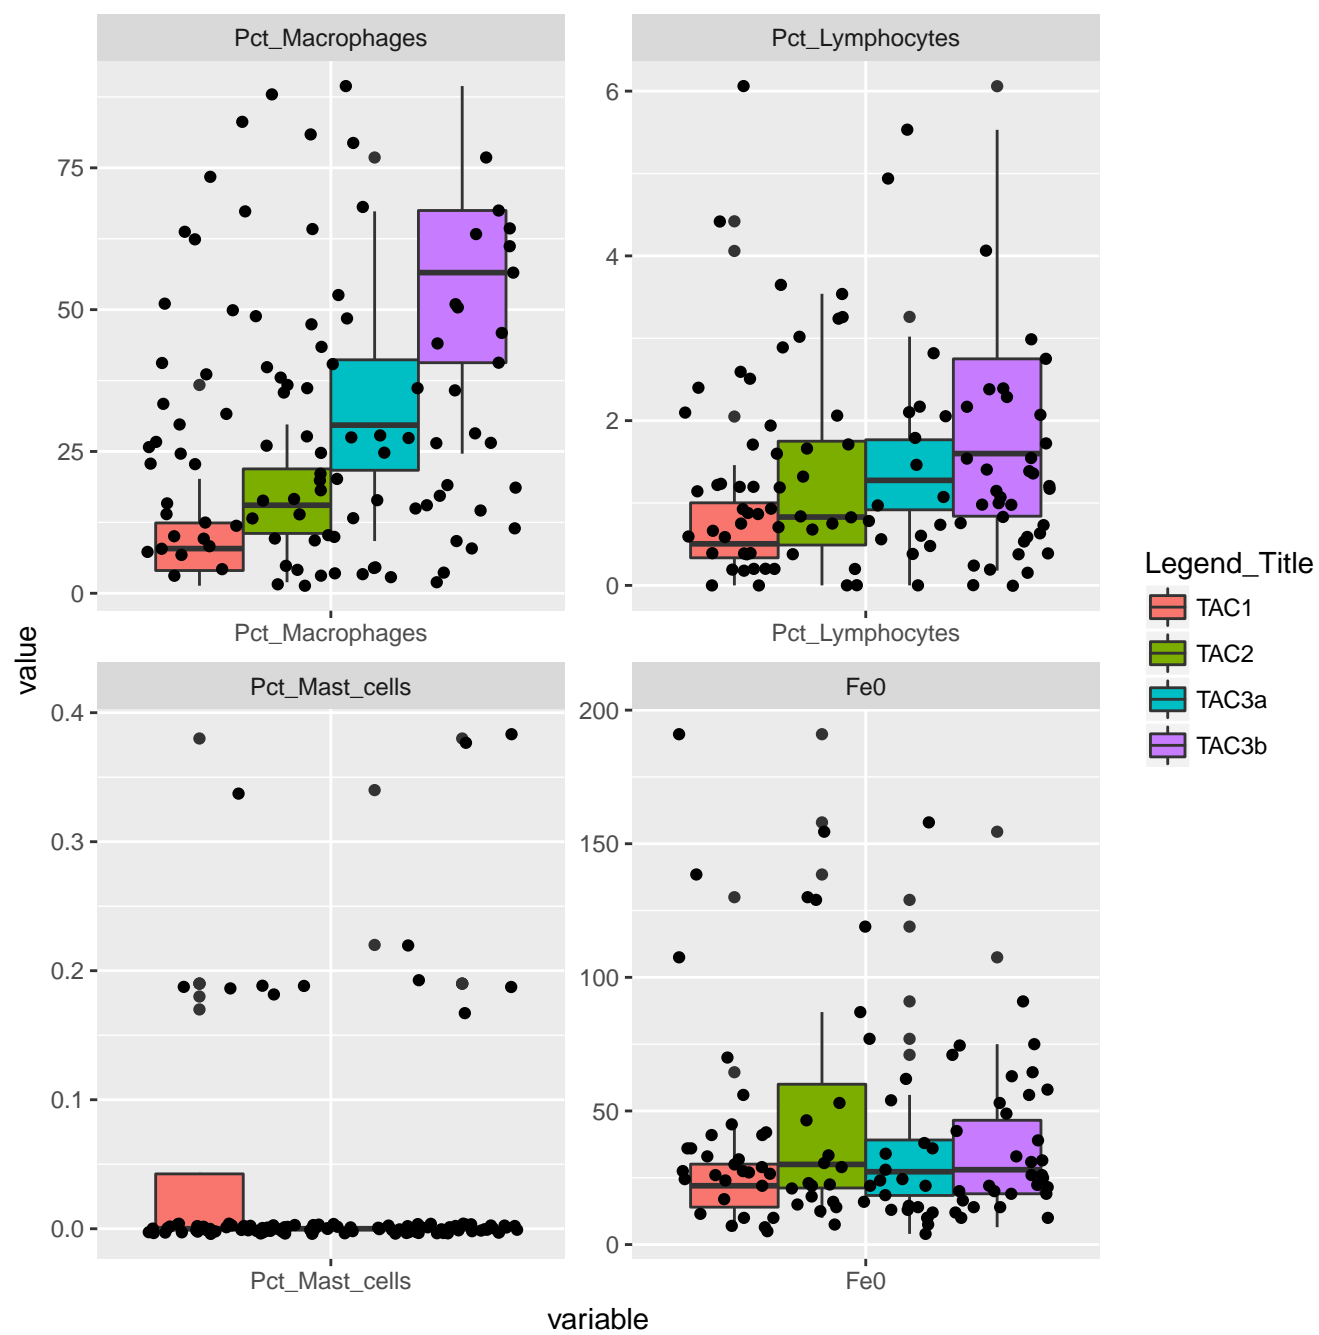 Pct_Macrophages
Pct_Lymphocytes
75
50
25
0
6
4
2
0
Pct_Macrophages
Pct_Lymphocytes
value
Pct_Mast_cells
Fe0
0.4
0.3
0.2
0.1
0.0
200
150
100
50
0
Pct_Mast_cells
Fe0
variable
Legend_Title
TAC1
TAC2
TAC3a
TAC3b